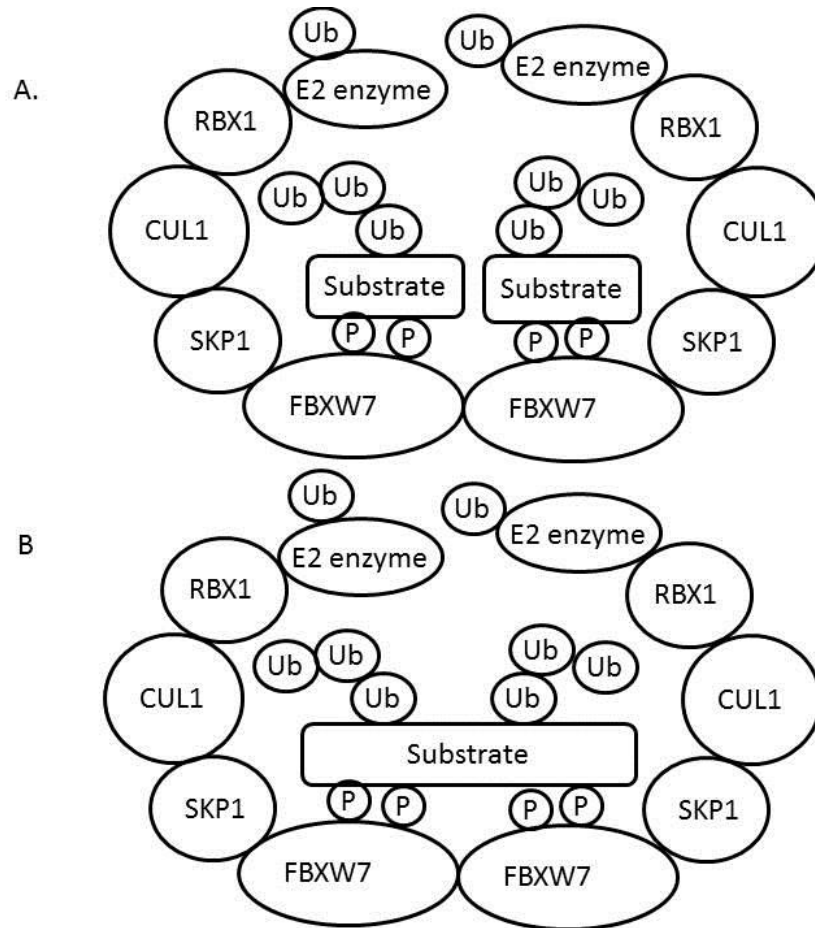 A.
Ub
Ub
E2 enzyme
E2 enzyme
RBX1
RBX1
Ub
Ub
Ub
Ub
Ub
Ub
CUL1
CUL1
Substrate
Substrate
P
P
P
P
SKP1
SKP1
FBXW7
FBXW7
B
Ub
Ub
E2 enzyme
E2 enzyme
RBX1
RBX1
Ub
Ub
Ub
Ub
Ub
Ub
CUL1
CUL1
Substrate
P
P
P
P
SKP1
SKP1
FBXW7
FBXW7